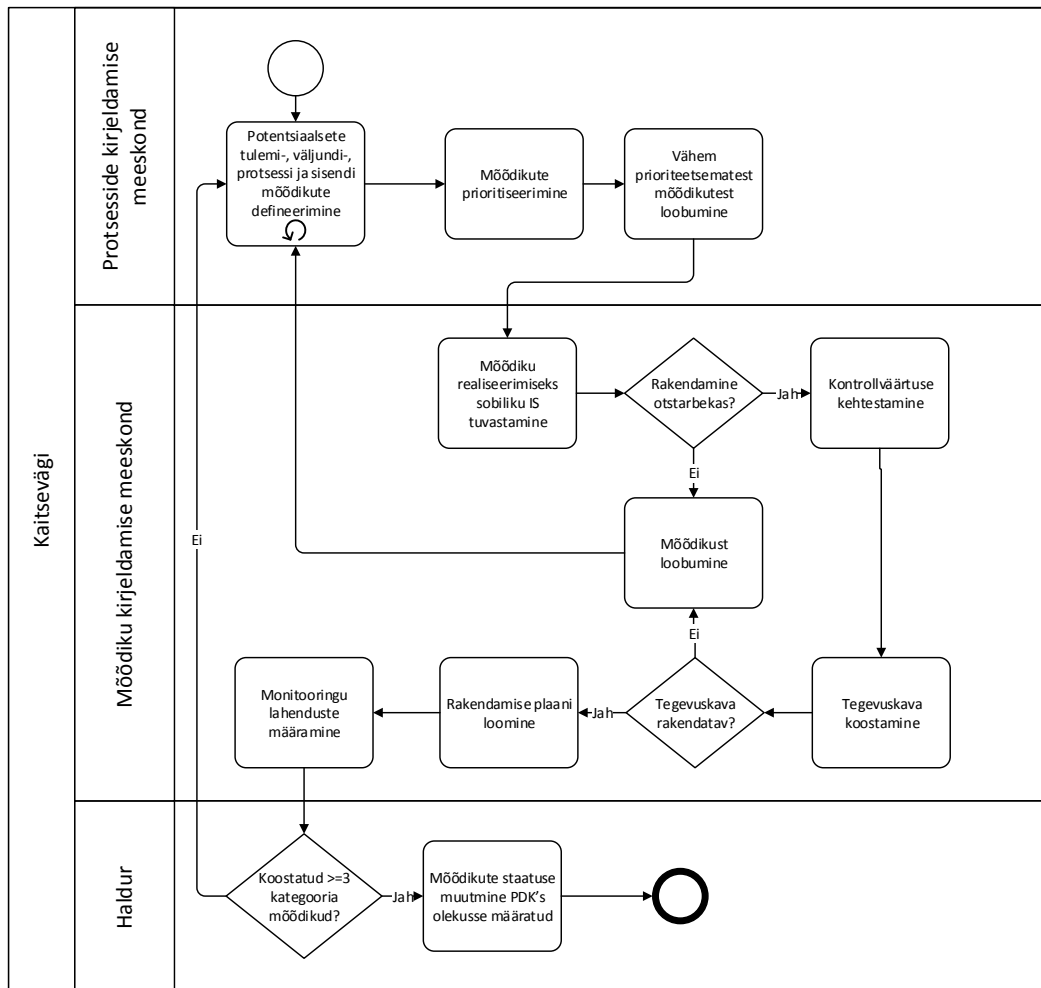 Kaitsevägi
Protsesside kirjeldamise
meeskond
Potentsiaalsete
tulemi-, väljundi-,
protsessi ja sisendi
mõõdikute
defineerimine
Mõõdikute
prioritiseerimine
Vähem
prioriteetsematest
mõõdikutest
loobumine
Mõõdiku kirjeldamise meeskond
Mõõdiku
realiseerimiseks
sobiliku IS
tuvastamine
Rakendamine
otstarbekas?
Jah
Kontrollväärtuse
kehtestamine
Ei
Mõõdikust
loobumine
Ei
Ei
Tegevuskava
koostamine
Tegevuskava
rakendatav?
Jah
Rakendamise plaani
loomine
Monitooringu
lahenduste
määramine
Haldur
Koostatud >=3
kategooria
mõõdikud?
Jah
Mõõdikute staatuse
muutmine PDK's
olekusse määratud